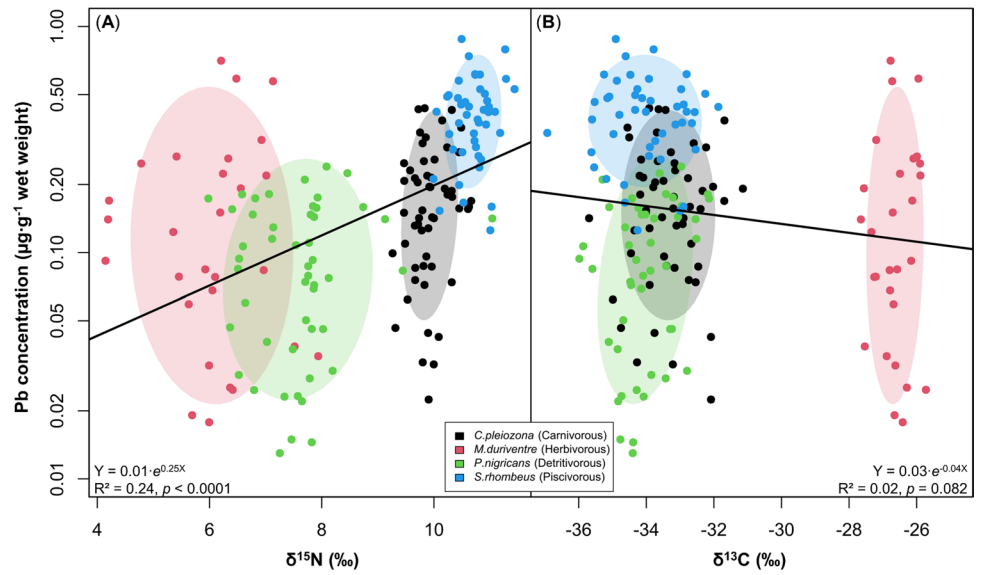 (A)
(B)
Pb concentration (µg·g⁻¹ wet weight)
1.00
0.50
0.20
0.10
0.05
0.02
0.01
Y = 0.01·e^0.25X
R² = 0.24, p < 0.0001
C.pleiozona (Carnivorous)
M.duriventre (Herbivorous)
P.nigricans (Detritivorous)
S.rhombeus (Piscivorous)
Y = 0.03·e^-0.04X
R² = 0.02, p = 0.082
4 6 8 10
-36 -34 -32 -30 -28 -26
δ¹⁵N (‰)
δ¹³C (‰)